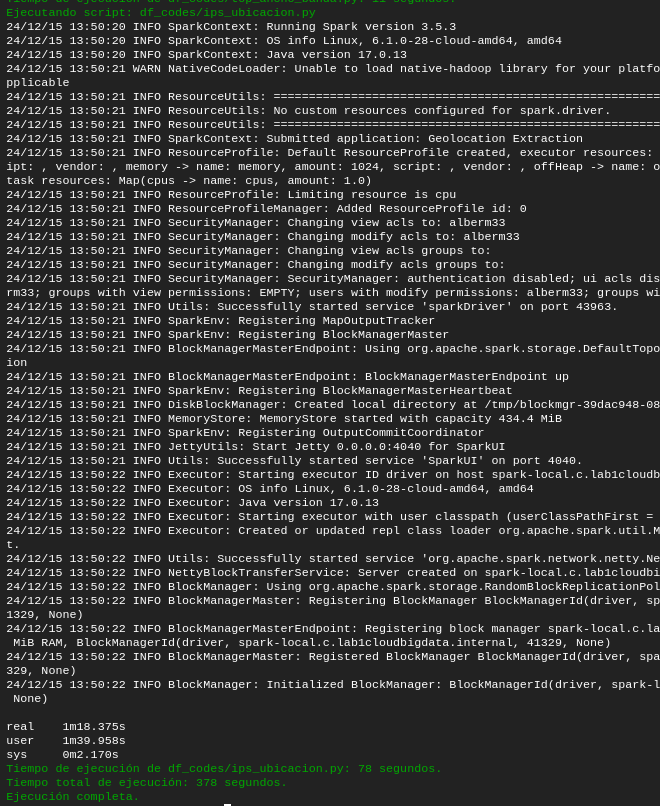 Tiempo de ejecución de df_codes/top_anuno_banda.py: 11 segundos.
Ejecutando script: df_codes/ips_ubicacion.py
24/12/15 13:50:20 INFO SparkContext: Running Spark version 3.5.3
24/12/15 13:50:20 INFO SparkContext: OS info Linux, 6.1.0-28-cloud-amd64, amd64
24/12/15 13:50:20 INFO SparkContext: Java version 17.0.13
24/12/15 13:50:21 WARN NativeCodeLoader: Unable to load native-hadoop library for your platfo
pplicable
24/12/15 13:50:21 INFO ResourceUtils: =======================================================
24/12/15 13:50:21 INFO ResourceUtils: No custom resources configured for spark.driver.
24/12/15 13:50:21 INFO ResourceUtils: =======================================================
24/12/15 13:50:21 INFO SparkContext: Submitted application: Geolocation Extraction
24/12/15 13:50:21 INFO ResourceProfile: Default ResourceProfile created, executor resources:
ipt: , vendor: , memory -> name: memory, amount: 1024, script: , vendor: , offHeap -> name: o
task resources: Map(cpus -> name: cpus, amount: 1.0)
24/12/15 13:50:21 INFO ResourceProfile: Limiting resource is cpu
24/12/15 13:50:21 INFO ResourceProfileManager: Added ResourceProfile id: 0
24/12/15 13:50:21 INFO SecurityManager: Changing view acls to: alberm33
24/12/15 13:50:21 INFO SecurityManager: Changing modify acls to: alberm33
24/12/15 13:50:21 INFO SecurityManager: Changing view acls groups to:
24/12/15 13:50:21 INFO SecurityManager: Changing modify acls groups to:
24/12/15 13:50:21 INFO SecurityManager: SecurityManager: authentication disabled; ui acls dis
rm33; groups with view permissions: EMPTY; users with modify permissions: alberm33; groups wi
24/12/15 13:50:21 INFO Utils: Successfully started service 'sparkDriver' on port 43963.
24/12/15 13:50:21 INFO SparkEnv: Registering MapOutputTracker
24/12/15 13:50:21 INFO SparkEnv: Registering BlockManagerMaster
24/12/15 13:50:21 INFO BlockManagerMasterEndpoint: Using org.apache.spark.storage.DefaultTopo
ion
24/12/15 13:50:21 INFO BlockManagerMasterEndpoint: BlockManagerMasterEndpoint up
24/12/15 13:50:21 INFO SparkEnv: Registering BlockManagerMasterHeartbeat
24/12/15 13:50:21 INFO DiskBlockManager: Created local directory at /tmp/blockmgr-39dac948-08
24/12/15 13:50:21 INFO MemoryStore: MemoryStore started with capacity 434.4 MiB
24/12/15 13:50:21 INFO SparkEnv: Registering OutputCommitCoordinator
24/12/15 13:50:21 INFO JettyUtils: Start Jetty 0.0.0.0:4040 for SparkUI
24/12/15 13:50:21 INFO Utils: Successfully started service 'SparkUI' on port 4040.
24/12/15 13:50:22 INFO Executor: Starting executor ID driver on host spark-local.c.lab1cloudb
24/12/15 13:50:22 INFO Executor: OS info Linux, 6.1.0-28-cloud-amd64, amd64
24/12/15 13:50:22 INFO Executor: Java version 17.0.13
24/12/15 13:50:22 INFO Executor: Starting executor with user classpath (userClassPathFirst =
24/12/15 13:50:22 INFO Executor: Created or updated repl class loader org.apache.spark.util.M
t.
24/12/15 13:50:22 INFO Utils: Successfully started service 'org.apache.spark.network.netty.Ne
24/12/15 13:50:22 INFO NettyBlockTransferService: Server created on spark-local.c.lab1cloudbi
24/12/15 13:50:22 INFO BlockManager: Using org.apache.spark.storage.RandomBlockReplicationPol
24/12/15 13:50:22 INFO BlockManagerMaster: Registering BlockManager BlockManagerId(driver, sp
1329, None)
24/12/15 13:50:22 INFO BlockManagerMasterEndpoint: Registering block manager spark-local.c.la
MiB RAM, BlockManagerId(driver, spark-local.c.lab1cloudbigdata.internal, 41329, None)
24/12/15 13:50:22 INFO BlockManagerMaster: Registered BlockManager BlockManagerId(driver, spa
329, None)
24/12/15 13:50:22 INFO BlockManager: Initialized BlockManager: BlockManagerId(driver, spark-l
None)
real 1m18.375s
user 1m39.958s
sys 0m2.170s
Tiempo de ejecución de df_codes/ips_ubicacion.py: 78 segundos.
Tiempo total de ejecución: 378 segundos.
Ejecución completa.